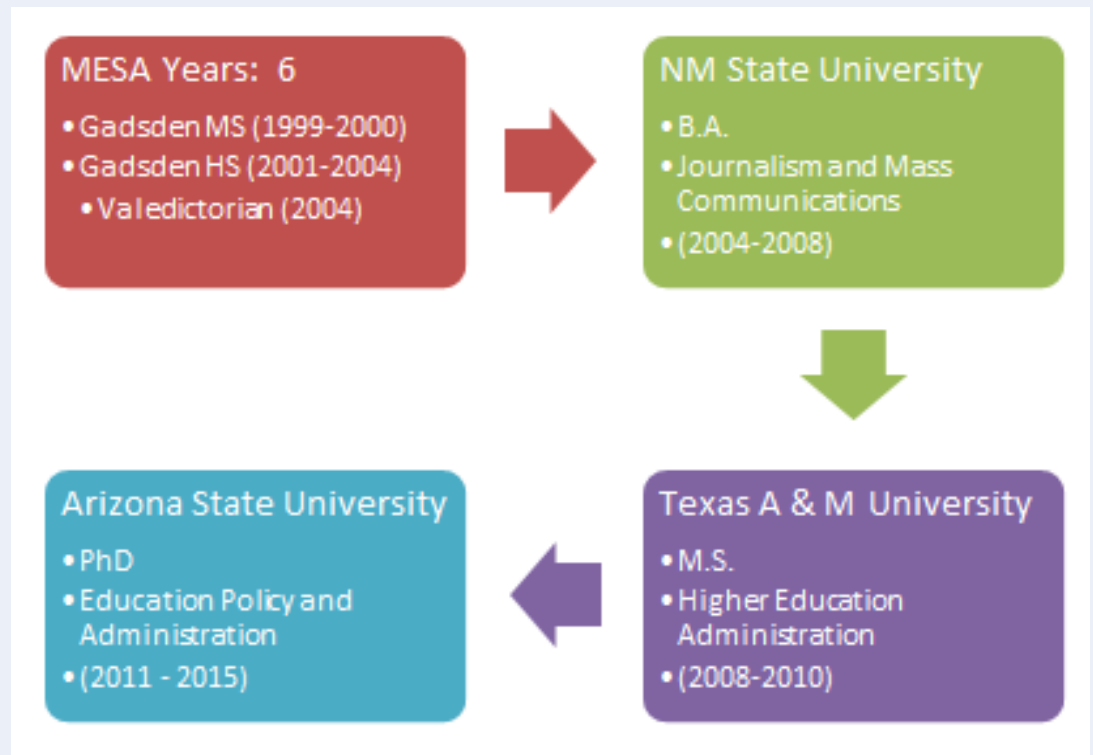 MESA Years: 6
• Gadsden MS (1999-2000)
• Gadsden HS (2001-2004)
• Valedictorian (2004)
NM State University
• B.A.
• Journalism and Mass
Communications
• (2004-2008)
Texas A & M University
• M.S.
• Higher Education
Administration
• (2008-2010)
Arizona State University
• PhD
• Education Policy and
Administration
• (2011 - 2015)